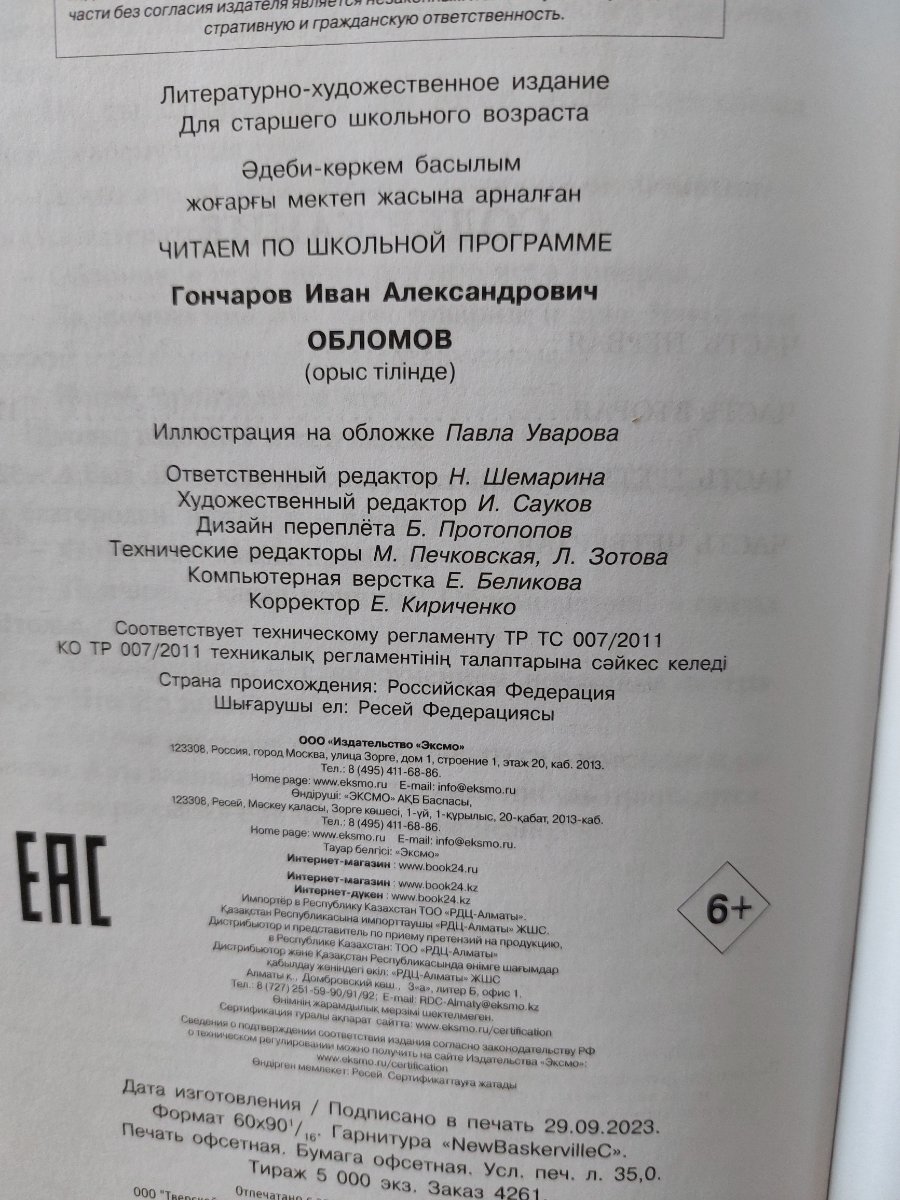 части без согласия издателя является
стративную и гражданскую ответственность.
Литературно-художественное издание
Для старшего школьного возраста
Әдеби-көркем басылым
жоғарғы мектеп жасына арналған
ЧИТАЕМ ПО ШКОЛЬНОЙ ПРОГРАММЕ
Гончаров Иван Александрович
ОБЛОМОВ
(орыс тілінде)
Иллюстрация на обложке Павла Уварова
Ответственный редактор Н. Шемарина
Художественный редактор И. Сауков
Дизайн переплёта Б. Протопопов
Технические редакторы М. Печковская, Л. Зотова
Компьютерная верстка Е. Беликова
Корректор Е. Кириченко
Соответствует техническому регламенту ТР ТС 007/2011
КО ТР 007/2011 техникалық регламентінің талаптарына сәйкес келеді
Страна происхождения: Российская Федерация
Шығарушы ел: Ресей Федерациясы
ООО «Издательство «Эксмо»
123308, Россия, город Москва, улица Зорге, дом 1, строение 1, этаж 20, каб. 2013.
Тел.: 8 (495) 411-68-86.
Home page: www.eksmo.ru E-mail: info@eksmo.ru
Өндіруші: «ЭКСМО» АҚБ Баспасы,
123308, Ресей, Мәскеу қаласы, Зорге көшесі, 1-үй, 1-құрылыс, 20-қабат, 2013-каб.
Тел.: 8 (495) 411-68-86.
Home page: www.eksmo.ru E-mail: info@eksmo.ru.
Тауар белгісі: «Эксмо»
Интернет-магазин : www.book24.ru
Интернет-магазин : www.book24.kz
Интернет-дүкен : www.book24.kz
Импортёр в Республику Казахстан ТОО «РДЦ-Алматы».
Қазақстан Республикасына импорттаушы «РДЦ-Алматы» ЖШС.
Дистрибьютор и представитель по приему претензий на продукцию,
в Республике Казахстан: ТОО «РДЦ-Алматы»
Дистрибьютор және Қазақстан Республикасында өнімге шағымдар
қабылдау жөніндегі өкіл: «РДЦ-Алматы» ЖШС
Алматы қ., Домбровский көш., 3«а», литер Б, офис 1.
Тел.: 8 (727) 251-59-90/91/92; E-mail: RDC-Almaty@eksmo.kz
Өнімнің жарамдылық мерзімі шектелмеген.
Сертификация туралы ақпарат сайтта: www.eksmo.ru/certification
Сведения о подтверждении соответствия издания согласно законодательству РФ
о техническом регулировании можно получить на сайте Издательства «Эксмо»:
www.eksmo.ru/certification
Өндірген мемлекет: Ресей. Сертификаттауға жатады
EAC
6+
Дата изготовления / Подписано в печать 29.09.2023.
Формат 60x90 1/16. Гарнитура «NewBaskervilleC».
Печать офсетная. Бумага офсетная. Усл. печ. л. 35,0.
Тираж 5 000 экз. Заказ 4261.
Отпечатано с
ООО "Тверской